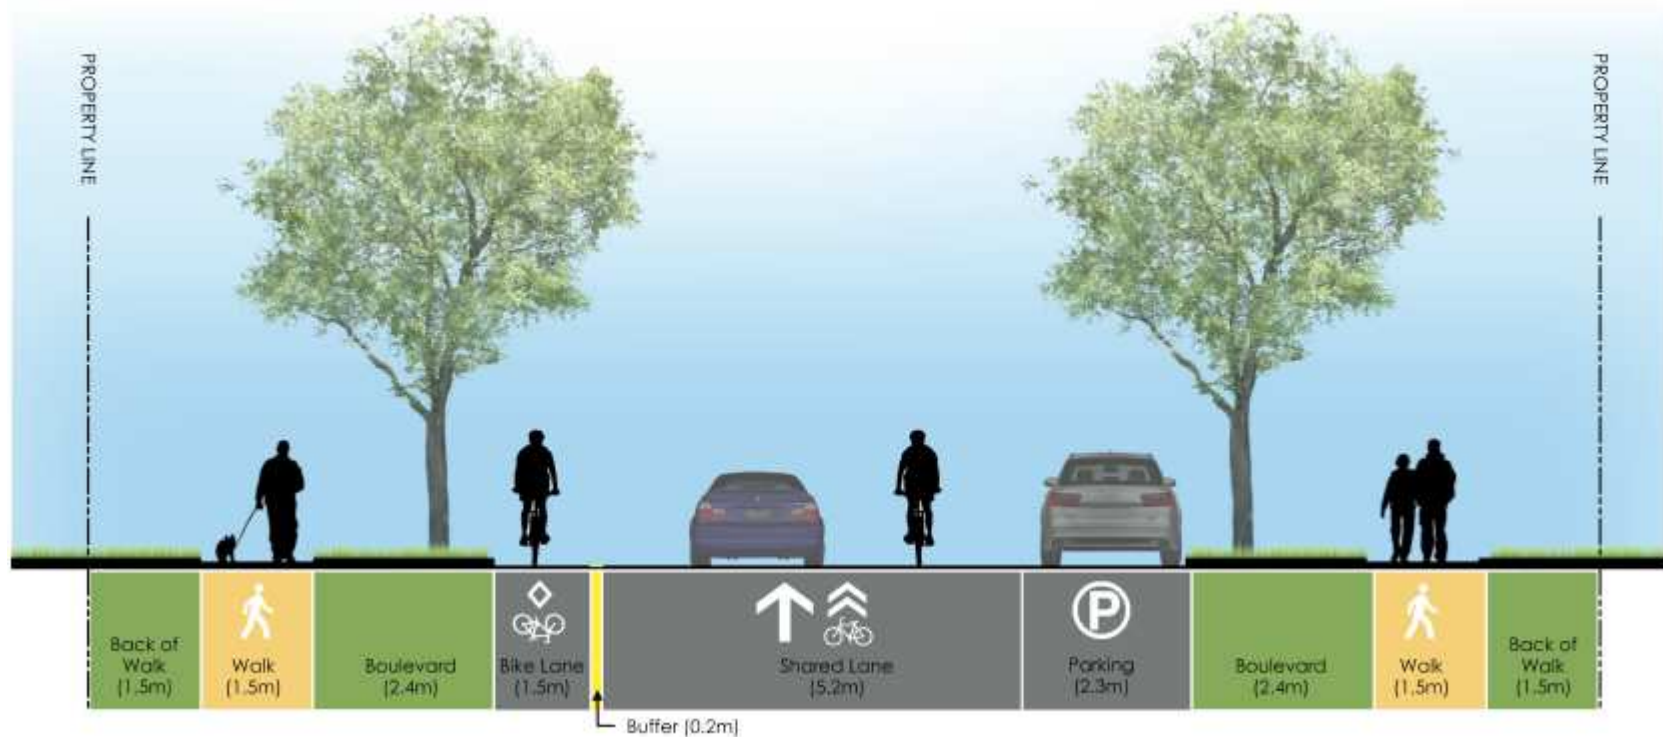 PROPERTY LINE
PROPERTY LINE
Back of
Walk
(1.5m)
Walk
(1.5m)
Boulevard
(2.4m)
Bike Lane
(1.5m)
Shared Lane
(5.2m)
P
Parking
(2.3m)
Boulevard
(2.4m)
Walk
(1.5m)
Back of
Walk
(1.5m)
Buffer (0.2m)